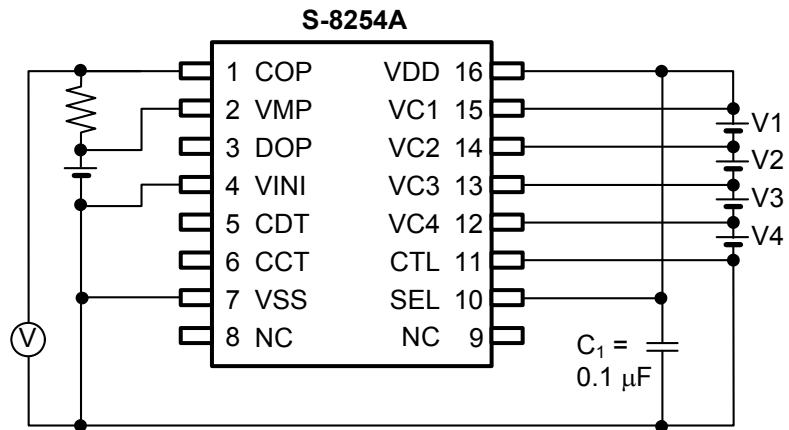 S-8254A
1 COP VDD 16
2 VMP VC1 15
3 DOP VC2 14
4 VINI VC3 13
5 CDT VC4 12
6 CCT CTL 11
7 VSS SEL 10
8 NC NC 9
V1
V2
V3
V4
V
C₁ =
0.1 μF